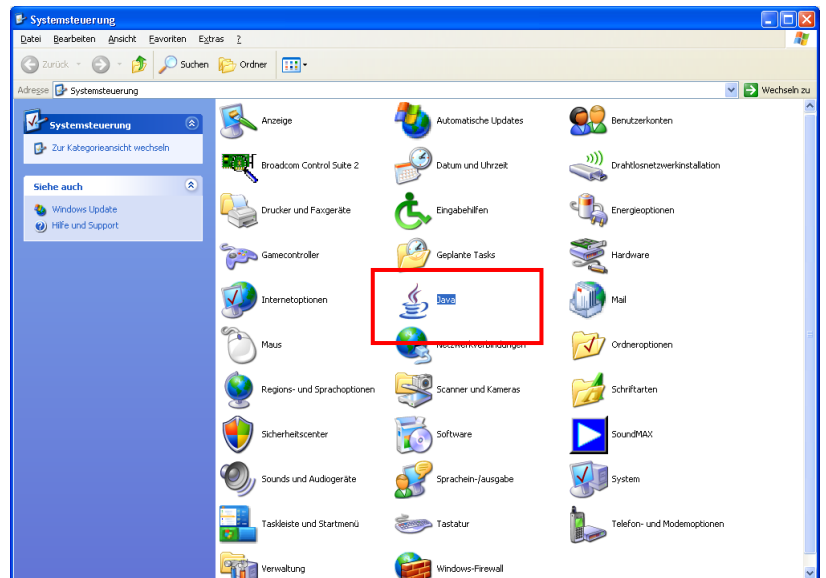 Systemsteuerung
Datei Bearbeiten Ansicht Favoriten Extras ?
Zurück Suchen Ordner
Adresse Systemsteuerung Wechseln zu
Systemsteuerung
Zur Kategorieansicht wechseln
Siehe auch
Windows Update
Hilfe und Support
Anzeige Automatische Updates Benutzerkonten
Broadcom Control Suite 2 Datum und Uhrzeit Drahtlosnetzwerkinstallation
Drucker und Faxgeräte Eingabehilfen Energieoptionen
Gamecontroller Geplante Tasks Hardware
Internetoptionen Java Mail
Maus Netzwerkverbindungen Ordneroptionen
Regions- und Sprachoptionen Scanner und Kameras Schriftarten
Sicherheitscenter Software SoundMAX
Sounds und Audiogeräte Sprachein-/ausgabe System
Taskleiste und Startmenü Tastatur Telefon- und Modemoptionen
Verwaltung Windows-Firewall